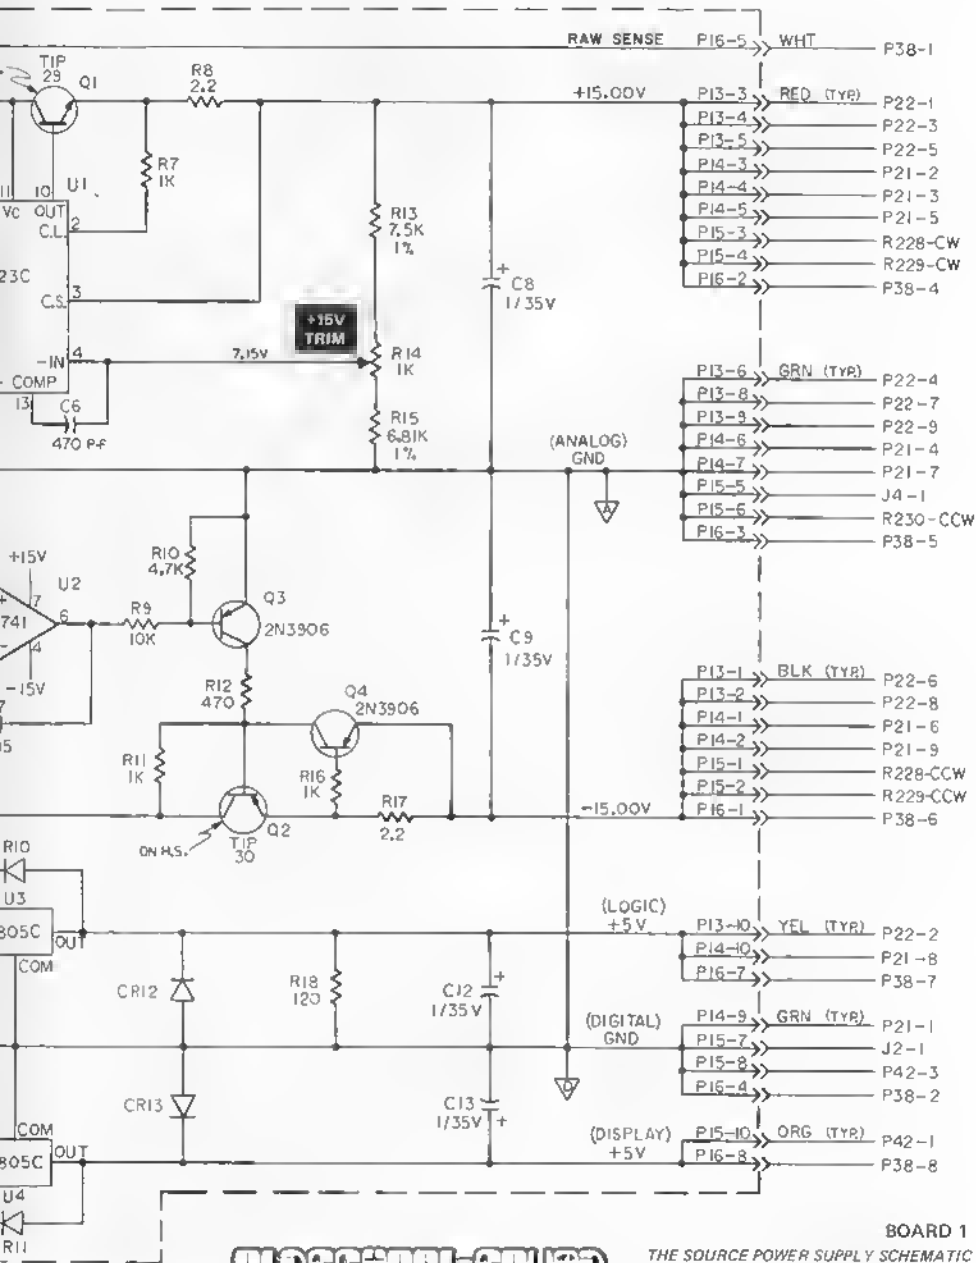 RAW SENSE P16-5 WHT P38-1
TIP
29
Q1
R8
2.2
+15.00V P13-3 RED (TYP) P22-1
P13-4 P22-3
P13-5 P22-5
P14-3 P21-2
P14-4 P21-3
P14-5 P21-5
P15-3 R228-CW
P15-4 R229-CW
P16-2 P38-4
R7
1K
11 10 U1
Vc OUT
C.L. 2
23C
C.S. 3
-IN 4
COMP
13
C6
470 PF
R13
7.5K
1%
C8
1/35V
+
+15V
TRIM
7.15V
R14
1K
R15
6.81K
1%
(ANALOG)
GND
A
P13-6 GRN (TYP) P22-4
P13-8 P22-7
P13-9 P22-9
P14-6 P21-4
P14-7 P21-7
P15-5 J4-1
P15-6 R230-CCW
P16-3 P38-5
+15V
U2
7
+
741
6
-
4
-15V
R10
4.7K
R9
10K
Q3
2N3906
+
C9
1/35V
R12
470
Q4
2N3906
R11
1K
R16
1K
R17
2.2
Q2
TIP
30
ON H.S.
-15.00V
P13-1 BLK (TYP) P22-6
P13-2 P22-8
P14-1 P21-6
P14-2 P21-9
P15-1 R228-CCW
P15-2 R229-CCW
P16-1 P38-6
R10
U3
805C
OUT
COM
(LOGIC)
+5V
P13-10 YEL (TYP) P22-2
P14-10 P21-8
P16-7 P38-7
CR12
R18
120
C12
1/35V
+
(DIGITAL)
GND
D
P14-9 GRN (TYP) P21-1
P15-7 J2-1
P15-8 P42-3
P16-4 P38-2
CR13
C13
1/35V
+
(DISPLAY)
+5V
P15-10 ORG (TYP) P42-1
P16-8 P38-8
COM
OUT
805C
U4
R11
BOARD 1
THE SOURCE POWER SUPPLY SCHEMATIC